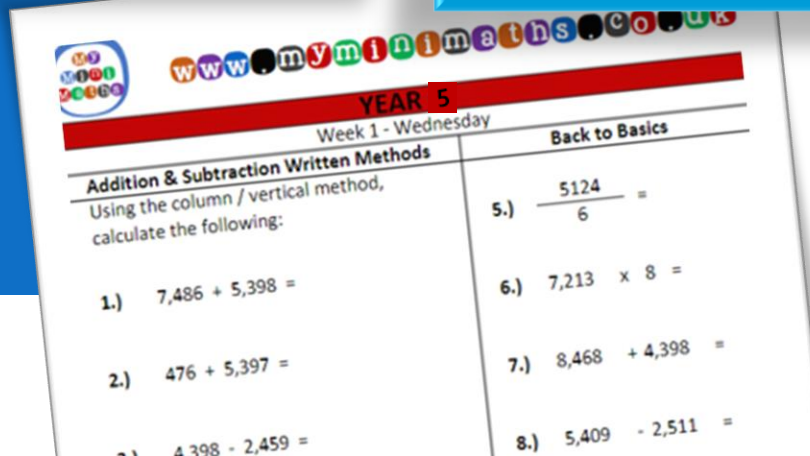 My
Mini
Maths
www.myminimaths.co.uk
YEAR 5
Week 1 - Wednesday
Addition & Subtraction Written Methods
Using the column / vertical method,
calculate the following:
1.) 7,486 + 5,398 =
2.) 476 + 5,397 =
4,398 - 2,459 =
Back to Basics
5.) 5124
6 =
6.) 7,213 x 8 =
7.) 8,468 + 4,398 =
8.) 5,409 - 2,511 =